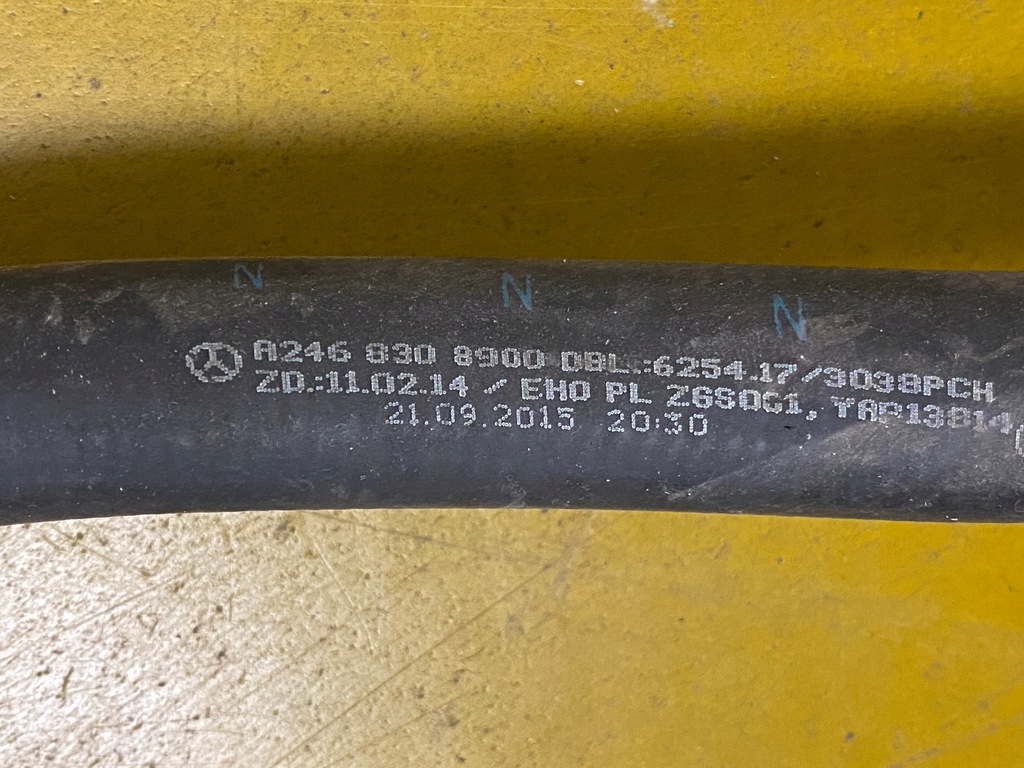 N N N
A246 830 8900 DBL.:6254.17/3038PCH
ZD.:11.02.14 / EHO PL ZGS001, TAP13814
21.09.2015 20:30